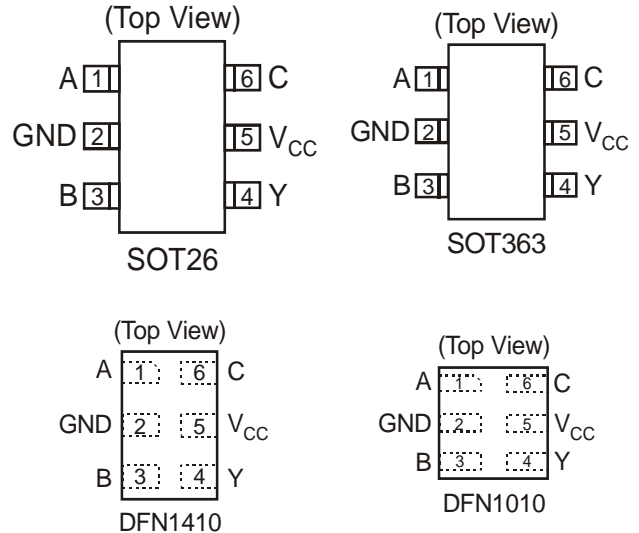 (Top View)
A 1 6 C
GND 2 5 VCC
B 3 4 Y
SOT26
(Top View)
A 1 6 C
GND 2 5 VCC
B 3 4 Y
SOT363
(Top View)
A 1 6 C
GND 2 5 VCC
B 3 4 Y
DFN1410
(Top View)
A 1 6 C
GND 2 5 VCC
B 3 4 Y
DFN1010